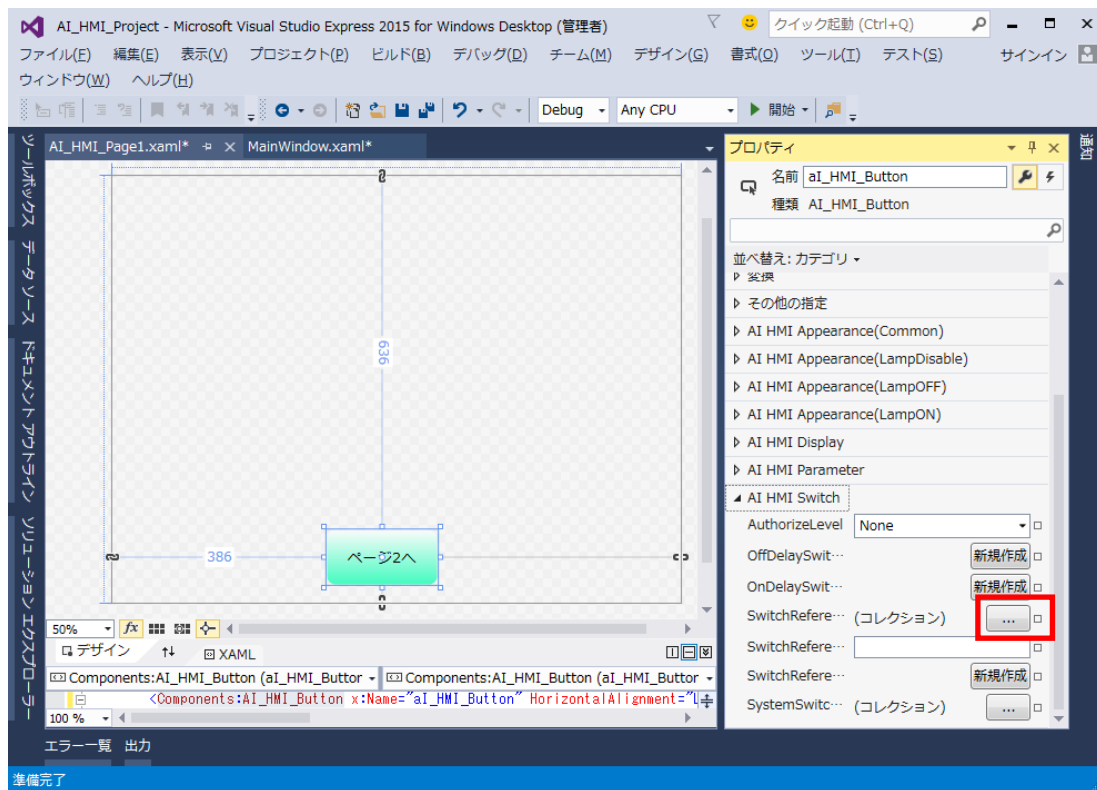 AI_HMI_Project - Microsoft Visual Studio Express 2015 for Windows Desktop (管理者)
クイック起動 (Ctrl+Q)
ファイル(F) 編集(E) 表示(V) プロジェクト(P) ビルド(B) デバッグ(D) チーム(M) デザイン(G) 書式(O) ツール(T) テスト(S) サインイン
ウィンドウ(W) ヘルプ(H)
Debug Any CPU 開始
ツールボックス
データ ソース
ドキュメント アウトライン
ソリューション エクスプローラー
AI_HMI_Page1.xaml* MainWindow.xaml*
636
386
ページ2へ
50% fx
デザイン XAML
Components:AI_HMI_Button (aI_HMI_Button Components:AI_HMI_Button (aI_HMI_Button
<Components:AI_HMI_Button x:Name="aI_HMI_Button" HorizontalAlignment="L
100 %
プロパティ
名前 aI_HMI_Button
種類 AI_HMI_Button
並べ替え: カテゴリ
変換
その他の指定
AI HMI Appearance(Common)
AI HMI Appearance(LampDisable)
AI HMI Appearance(LampOFF)
AI HMI Appearance(LampON)
AI HMI Display
AI HMI Parameter
AI HMI Switch
AuthorizeLevel None
OffDelaySwit… 新規作成
OnDelaySwit… 新規作成
SwitchRefere… (コレクション) ...
SwitchRefere…
SwitchRefere… 新規作成
SystemSwitc… (コレクション) ...
通知
エラー一覧 出力
準備完了